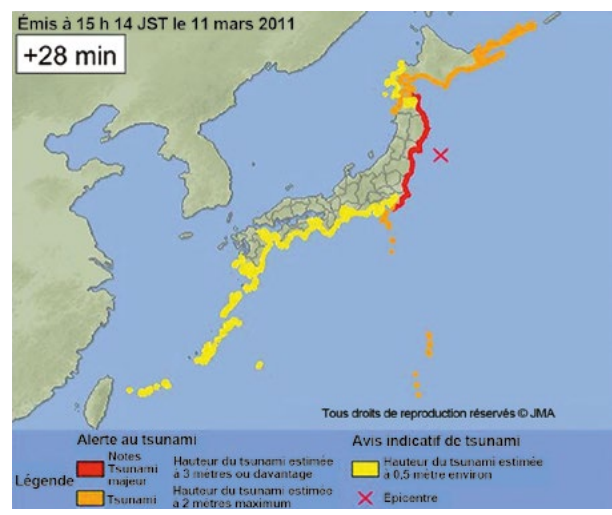 Émis à 15 h 14 JST le 11 mars 2011
+28 min
Tous droits de reproduction réservés © JMA
Légende
Alerte au tsunami
Notes
Tsunami
majeur
Hauteur du tsunami estimée
à 3 mètres ou davantage
Tsunami
Hauteur du tsunami estimée
à 2 mètres maximum
Avis indicatif de tsunami
Hauteur du tsunami estimée
à 0,5 mètre environ
Epicentre